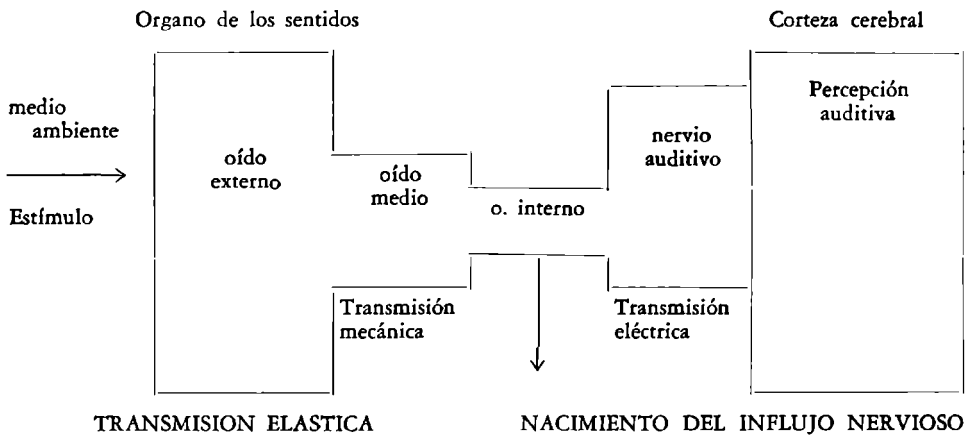 Organo de los sentidos
Corteza cerebral
medio
ambiente
Estímulo
oído
externo
oído
medio
o. interno
nervio
auditivo
Percepción
auditiva
Transmisión
mecánica
Transmisión
eléctrica
TRANSMISION ELASTICA
NACIMIENTO DEL INFLUJO NERVIOSO